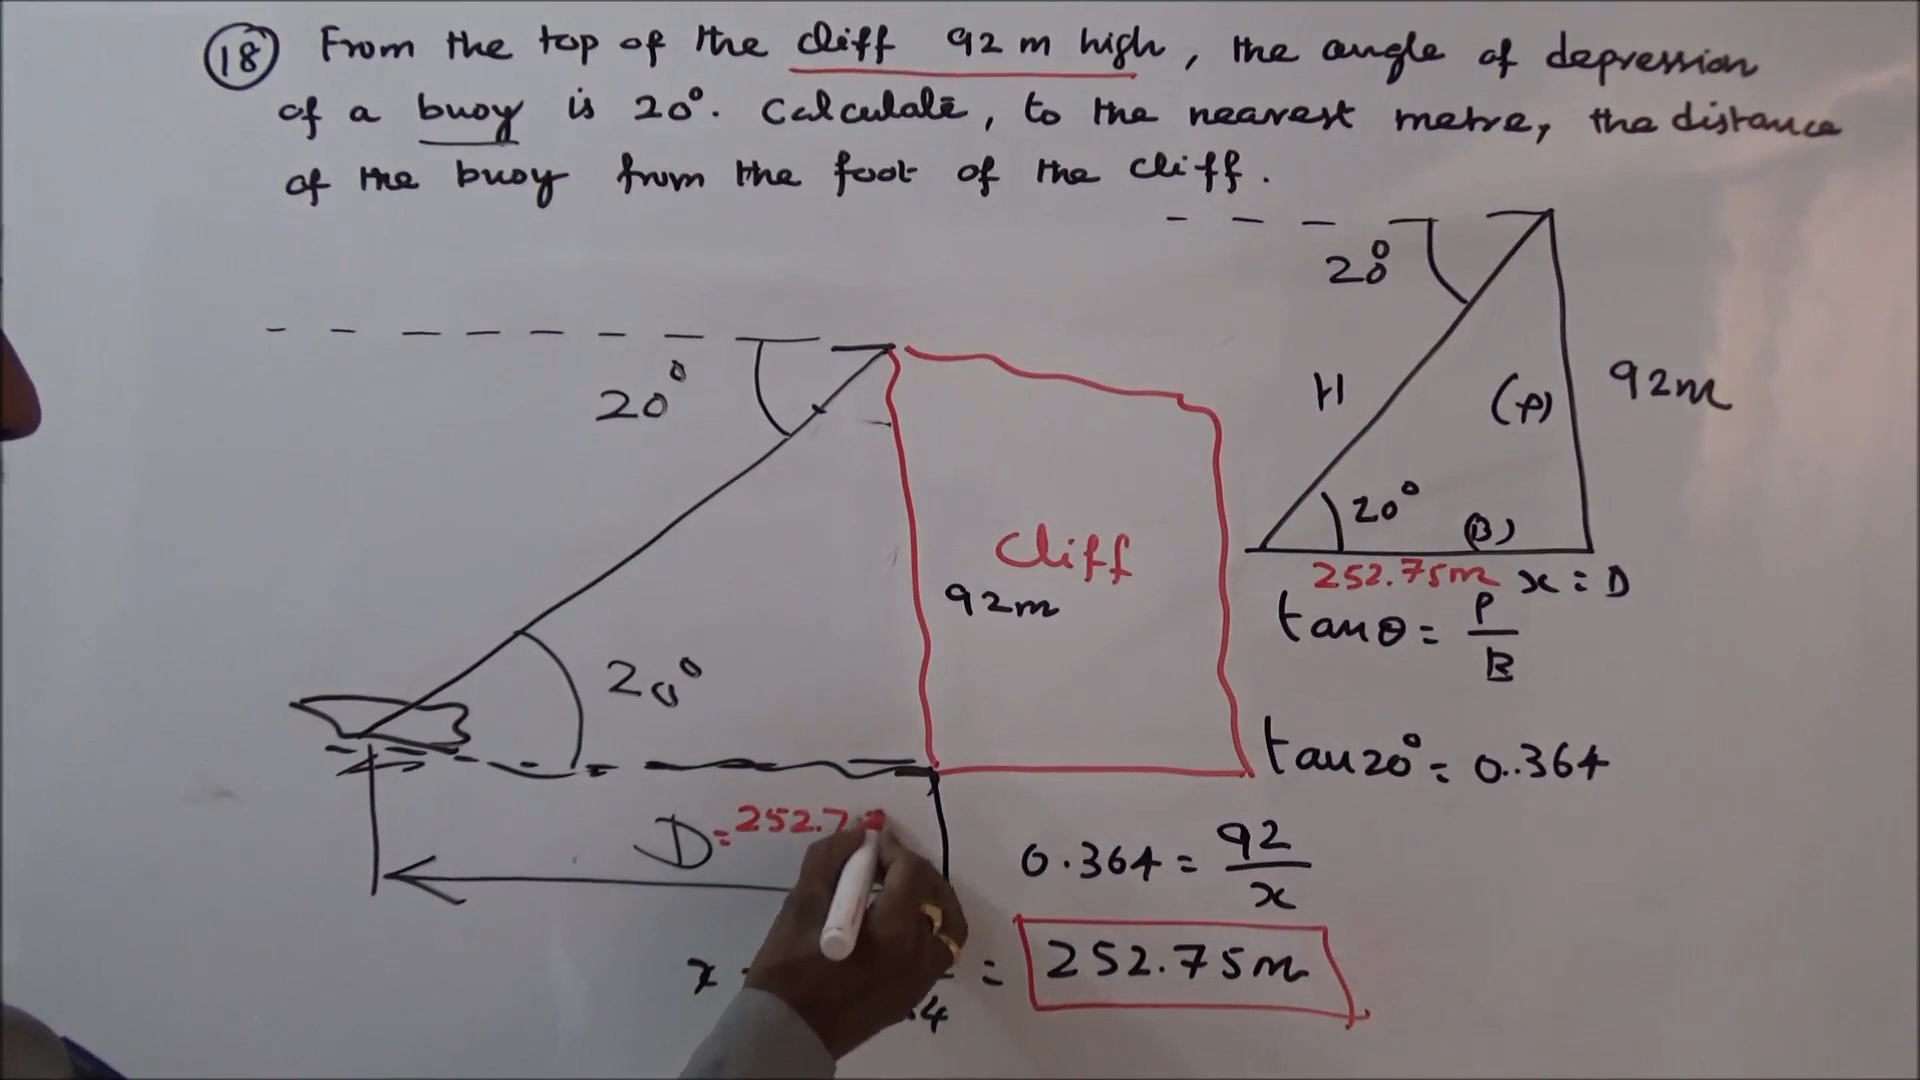 18 From the top of the cliff 92 m high, the angle of depression
of a buoy is 20°. Calculate, to the nearest metre, the distance
of the buoy from the foot of the cliff.
20°
20°
H
(P)
92m
20°
(B)
252.75m x = D
Cliff
92m
20°
tanθ = P/B
tan20° = 0..364
D = 252.7
0.364 = 92/x
x
.4
= 252.75m